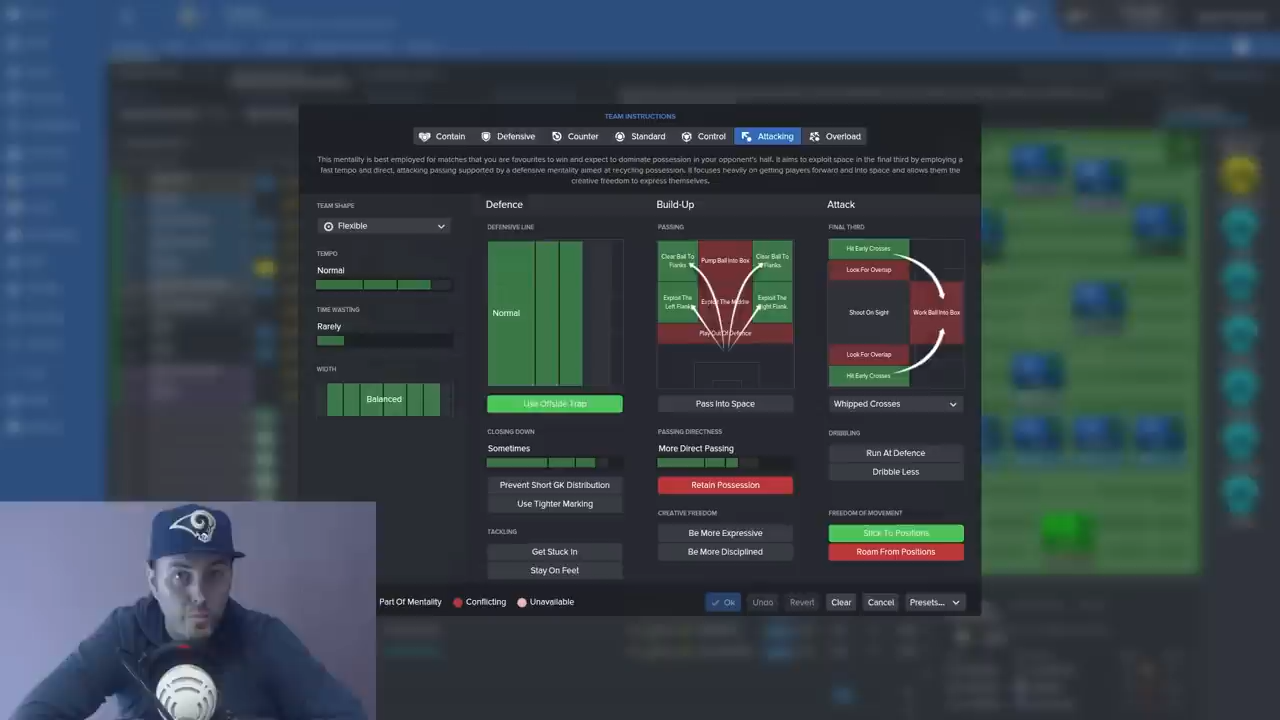 TEAM INSTRUCTIONS
Contain
Defensive
Counter
Standard
Control
Attacking
Overload
This mentality is best employed for matches that you are favourites to win and expect to dominate possession in your opponent's half. It aims to exploit space in the final third by employing a
fast tempo and direct, attacking passing supported by a defensive mentality aimed at recycling possession. It focuses heavily on getting players forward and into space and allows them the
creative freedom to express themselves.
TEAM SHAPE
Flexible
TEMPO
Normal
TIME WASTING
Rarely
WIDTH
Balanced
Defence
DEFENSIVE LINE
Normal
Use Offside Trap
CLOSING DOWN
Sometimes
Prevent Short GK Distribution
Use Tighter Marking
TACKLING
Get Stuck In
Stay On Feet
Build-Up
PASSING
Clear Ball To
Flanks
Pump Ball Into Box
Clear Ball To
Flanks
Exploit The
Left Flank
Exploit The Middle
Exploit The
Right Flank
Play Out Of Defence
Pass Into Space
PASSING DIRECTNESS
More Direct Passing
Retain Possession
CREATIVE FREEDOM
Be More Expressive
Be More Disciplined
Attack
FINAL THIRD
Hit Early Crosses
Look For Overlap
Shoot On Sight
Work Ball Into Box
Look For Overlap
Hit Early Crosses
Whipped Crosses
DRIBBLING
Run At Defence
Dribble Less
FREEDOM OF MOVEMENT
Stick To Positions
Roam From Positions
Part Of Mentality
Conflicting
Unavailable
Ok
Undo
Revert
Clear
Cancel
Presets...